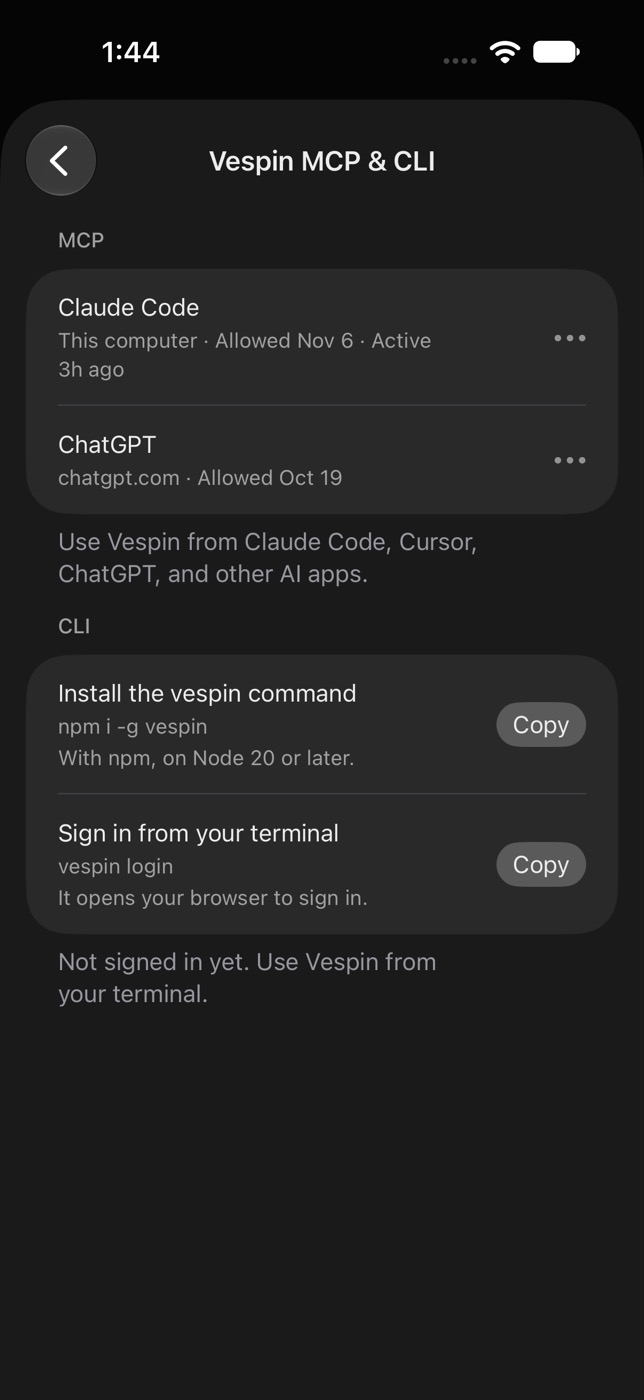 1:44
Vespin MCP & CLI
MCP
Claude Code
This computer · Allowed Nov 6 · Active
3h ago
ChatGPT
chatgpt.com · Allowed Oct 19
Use Vespin from Claude Code, Cursor,
ChatGPT, and other AI apps.
CLI
Install the vespin command
npm i -g vespin
With npm, on Node 20 or later.
Copy
Sign in from your terminal
vespin login
It opens your browser to sign in.
Copy
Not signed in yet. Use Vespin from
your terminal.